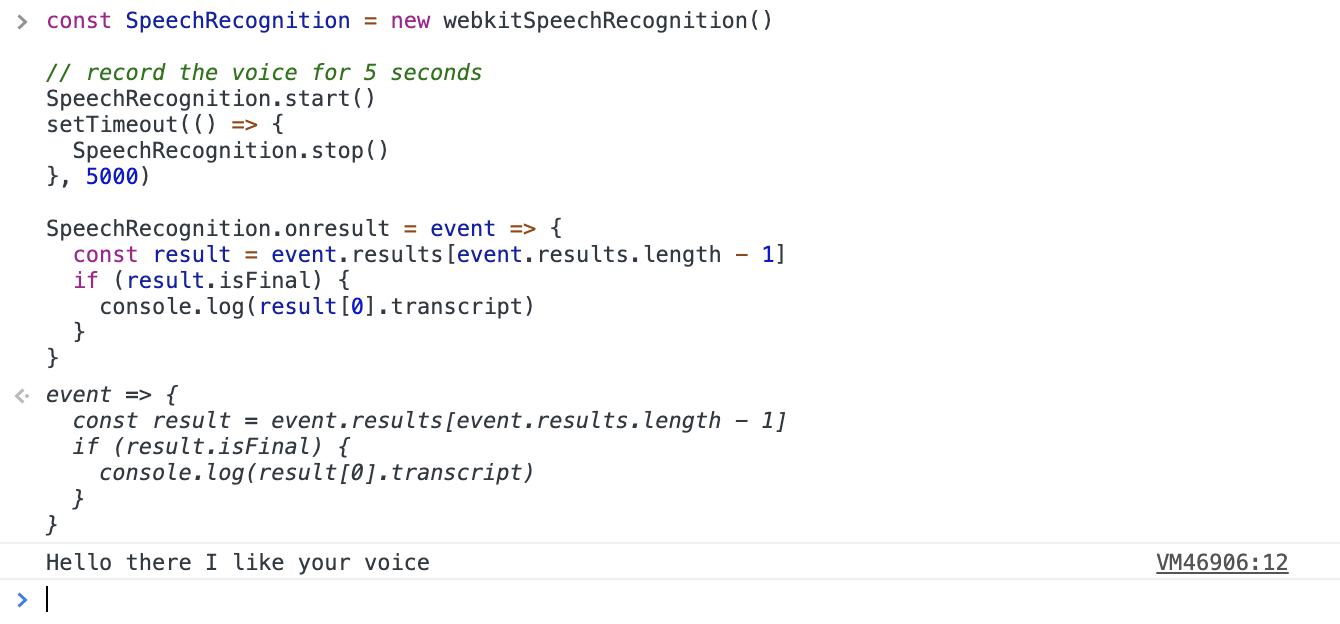 const SpeechRecognition = new webkitSpeechRecognition()
// record the voice for 5 seconds
SpeechRecognition.start()
setTimeout(() => {
  SpeechRecognition.stop()
}, 5000)
SpeechRecognition.onresult = event => {
  const result = event.results[event.results.length - 1]
  if (result.isFinal) {
    console.log(result[0].transcript)
  }
}
event => {
  const result = event.results[event.results.length - 1]
  if (result.isFinal) {
    console.log(result[0].transcript)
  }
}
Hello there I like your voice VM46906:12